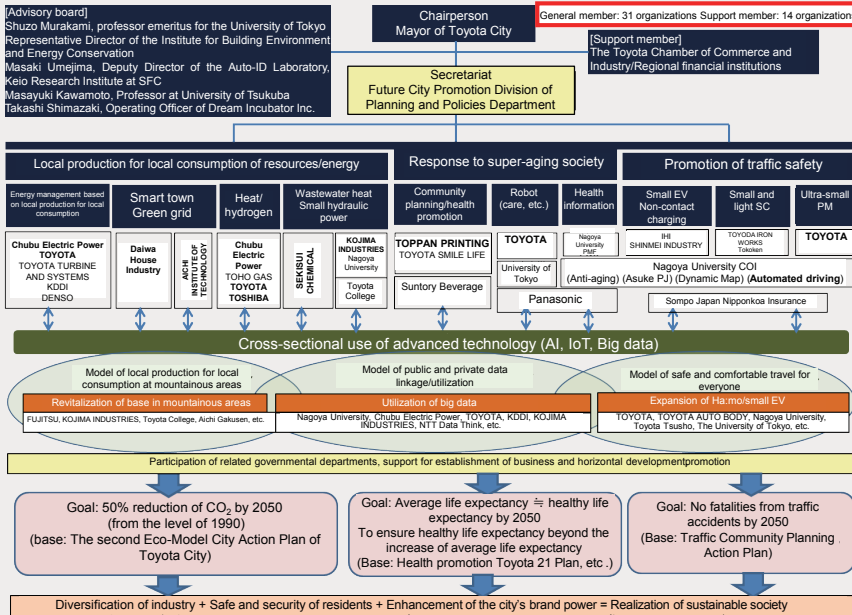 [Advisory board]
Shuzo Murakami, professor emeritus for the University of Tokyo
Representative Director of the Institute for Building Environment
and Energy Conservation
Masaki Umejima, Deputy Director of the Auto-ID Laboratory,
Keio Research Institute at SFC
Masayuki Kawamoto, Professor at University of Tsukuba
Takashi Shimazaki, Operating Officer of Dream Incubator Inc.
Chairperson
Mayor of Toyota City
General member: 31 organizations Support member: 14 organizations
[Support member]
The Toyota Chamber of Commerce and
Industry/Regional financial institutions
Secretariat
Future City Promotion Division of
Planning and Policies Department
Local production for local consumption of resources/energy
Response to super-aging society
Promotion of traffic safety
Energy management based
on local production for local
consumption
Smart town
Green grid
Heat/
hydrogen
Wastewater heat
Small hydraulic
power
Community
planning/health
promotion
Robot
(care, etc.)
Health
information
Small EV
Non-contact
charging
Small and
light SC
Ultra-small
PM
Chubu Electric Power
TOYOTA
TOYOTA TURBINE
AND SYSTEMS
KDDI
DENSO
Daiwa
House
Industry
AICHI
INSTITUTE OF
TECHNOLOGY
Chubu
Electric
Power
TOHO GAS
TOYOTA
TOSHIBA
SEKISUI
CHEMICAL
KOJIMA
INDUSTRIES
Nagoya
University
Toyota
College
TOPPAN PRINTING
TOYOTA SMILE LIFE
Suntory Beverage
TOYOTA
University of
Tokyo
Nagoya
University
PMF
IHI
SHINMEI INDUSTRY
TOYODA IRON
WORKS
Tokoken
TOYOTA
Nagoya University COI
(Anti-aging) (Asuke PJ) (Dynamic Map) (Automated driving)
Panasonic
Sompo Japan Nipponkoa Insurance
Cross-sectional use of advanced technology (AI, IoT, Big data)
Model of local production for local
consumption at mountainous areas
Model of public and private data
linkage/utilization
Model of safe and comfortable travel for
everyone
Revitalization of base in mountainous areas
Utilization of big data
Expansion of Ha:mo/small EV
FUJITSU, KOJIMA INDUSTRIES, Toyota College, Aichi Gakusen, etc.
Nagoya University, Chubu Electric Power, TOYOTA, KDDI, KOJIMA
INDUSTRIES, NTT Data Think, etc.
TOYOTA, TOYOTA AUTO BODY, Nagoya University,
Toyota Tsusho, The University of Tokyo, etc.
Participation of related governmental departments, support for establishment of business and horizontal developmentpromotion
Goal: 50% reduction of CO₂ by 2050
(from the level of 1990)
(base: The second Eco-Model City Action Plan of
Toyota City)
Goal: Average life expectancy ≒ healthy life
expectancy by 2050
To ensure healthy life expectancy beyond the
increase of average life expectancy
(Base: Health promotion Toyota 21 Plan, etc.)
Goal: No fatalities from traffic
accidents by 2050
(Base: Traffic Community Planning
Action Plan)
Diversification of industry + Safe and security of residents + Enhancement of the city's brand power = Realization of sustainable society